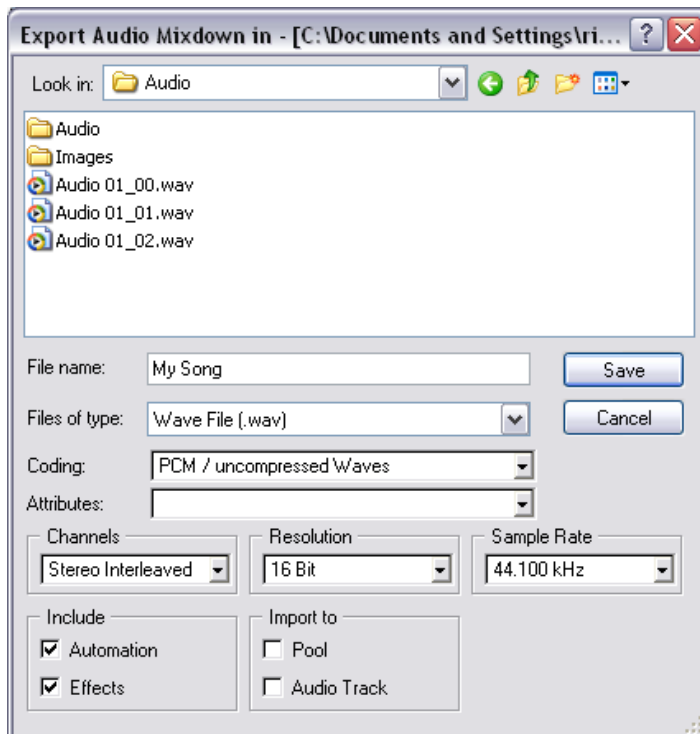 Export Audio Mixdown in - [C:\Documents and Settings\ri...
Look in: Audio
Audio
Images
Audio 01_00.wav
Audio 01_01.wav
Audio 01_02.wav
File name: My Song Save
Files of type: Wave File (.wav) Cancel
Coding: PCM / uncompressed Waves
Attributes:
Channels Resolution Sample Rate
Stereo Interleaved 16 Bit 44.100 kHz
Include Import to
Automation Pool
Effects Audio Track